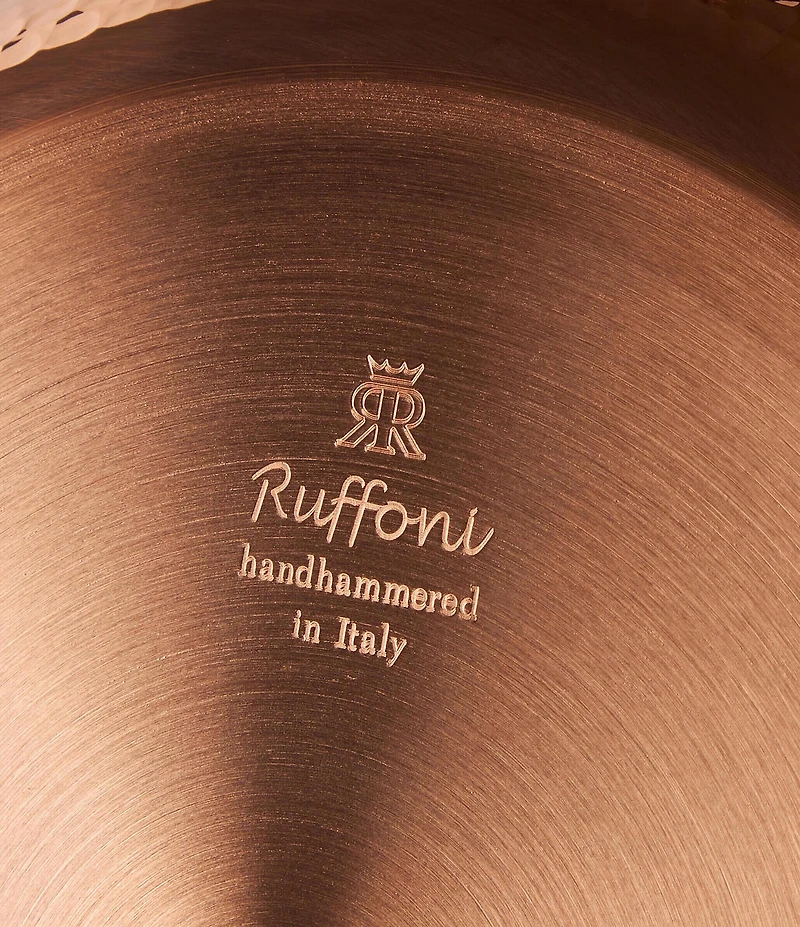 Ruffoni
handhammered
in Italy